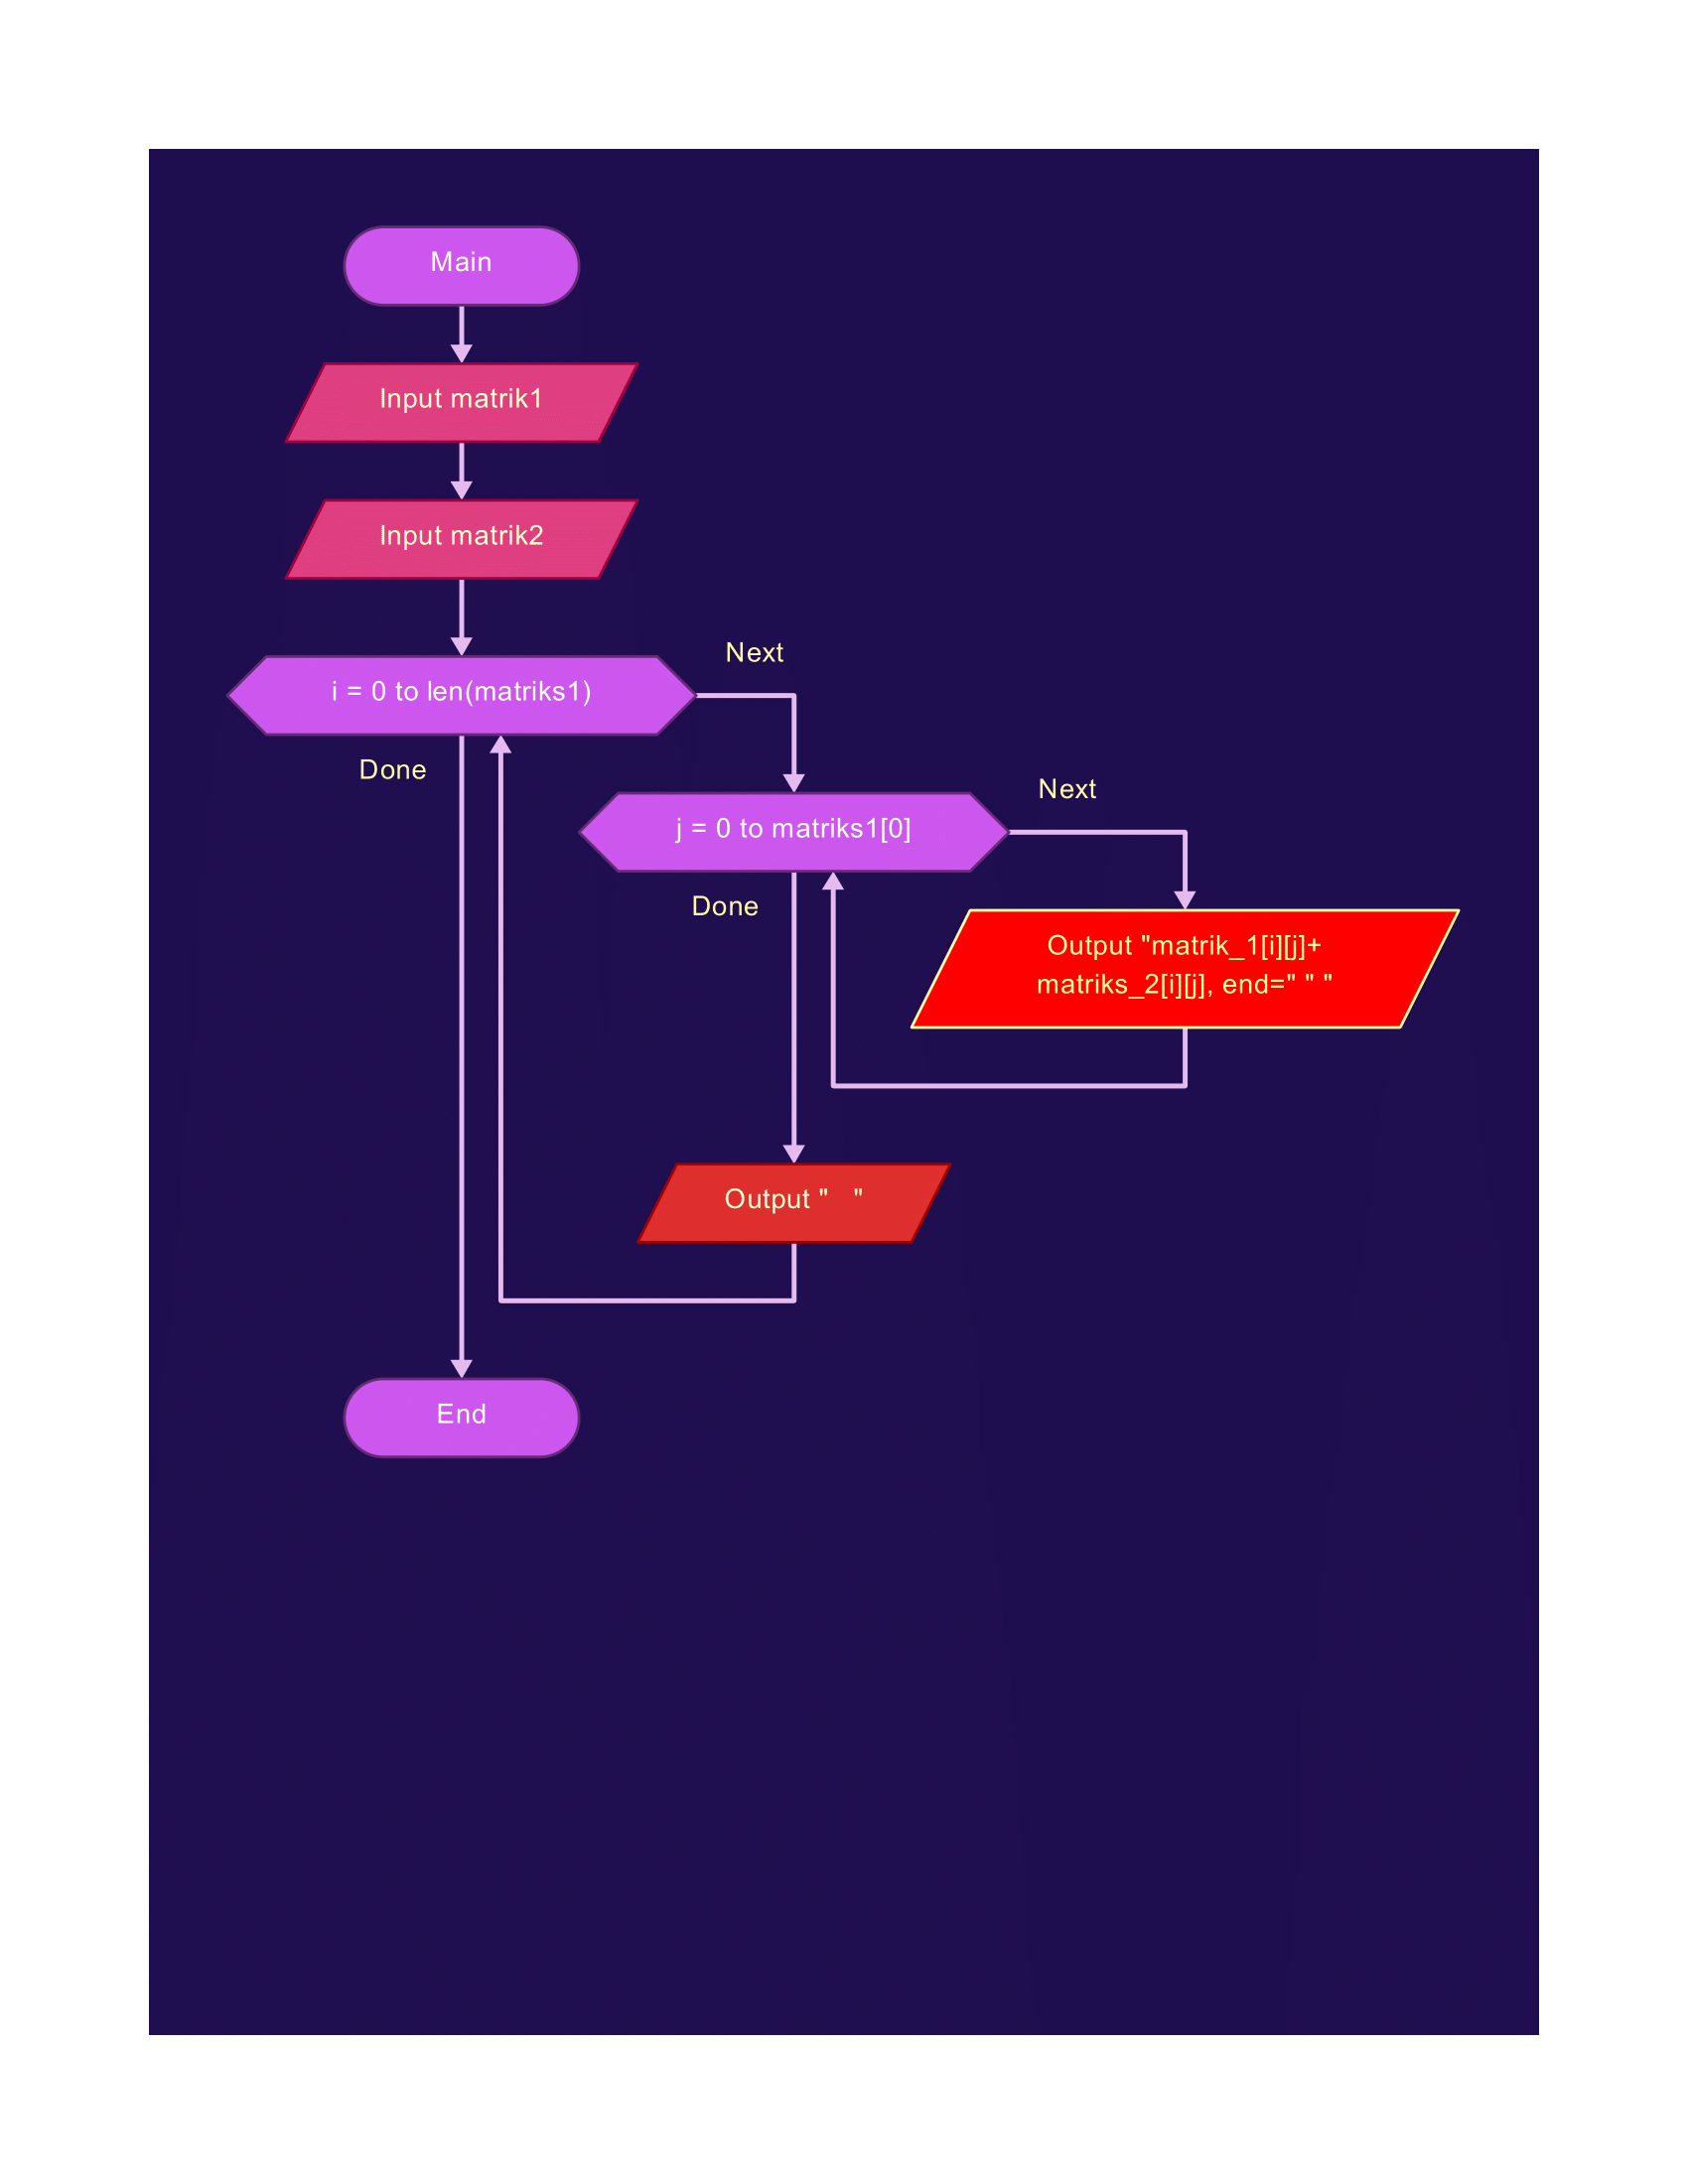 Main
Input matrik1
Input matrik2
i = 0 to len(matriks1)
Next
Done
j = 0 to matriks1[0]
Next
Done
Output "matrik_1[i][j]+
matriks_2[i][j], end=" " "
Output "   "
End